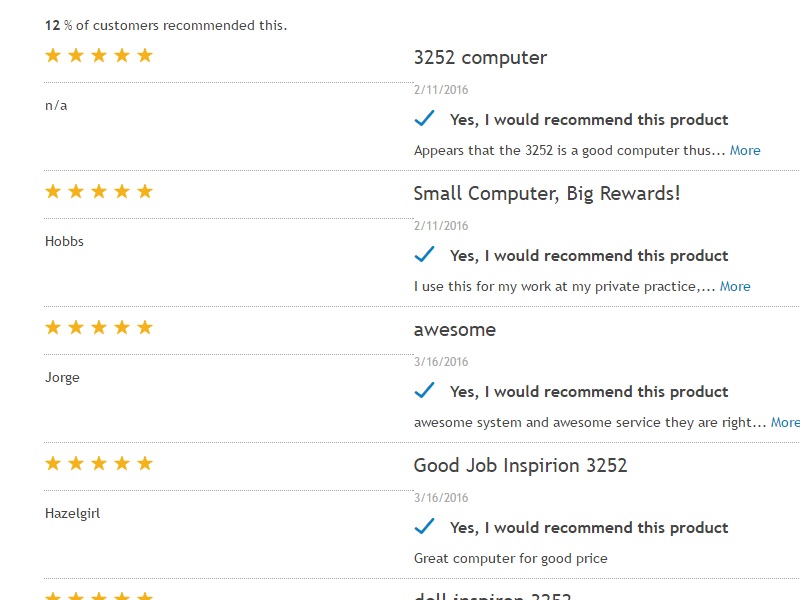 12 % of customers recommended this.
3252 computer
2/11/2016
n/a
Yes, I would recommend this product
Appears that the 3252 is a good computer thus... More
Small Computer, Big Rewards!
2/11/2016
Hobbs
Yes, I would recommend this product
I use this for my work at my private practice,... More
awesome
3/16/2016
Jorge
Yes, I would recommend this product
awesome system and awesome service they are right... More
Good Job Inspirion 3252
3/16/2016
Hazelgirl
Yes, I would recommend this product
Great computer for good price
dell inspiron 3252